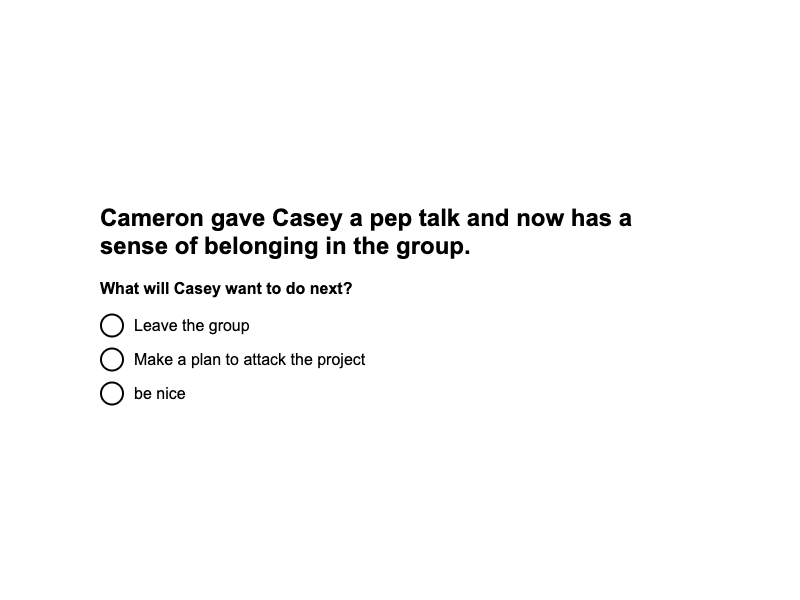 Cameron gave Casey a pep talk and now has a
sense of belonging in the group.
What will Casey want to do next?
Leave the group
Make a plan to attack the project
be nice